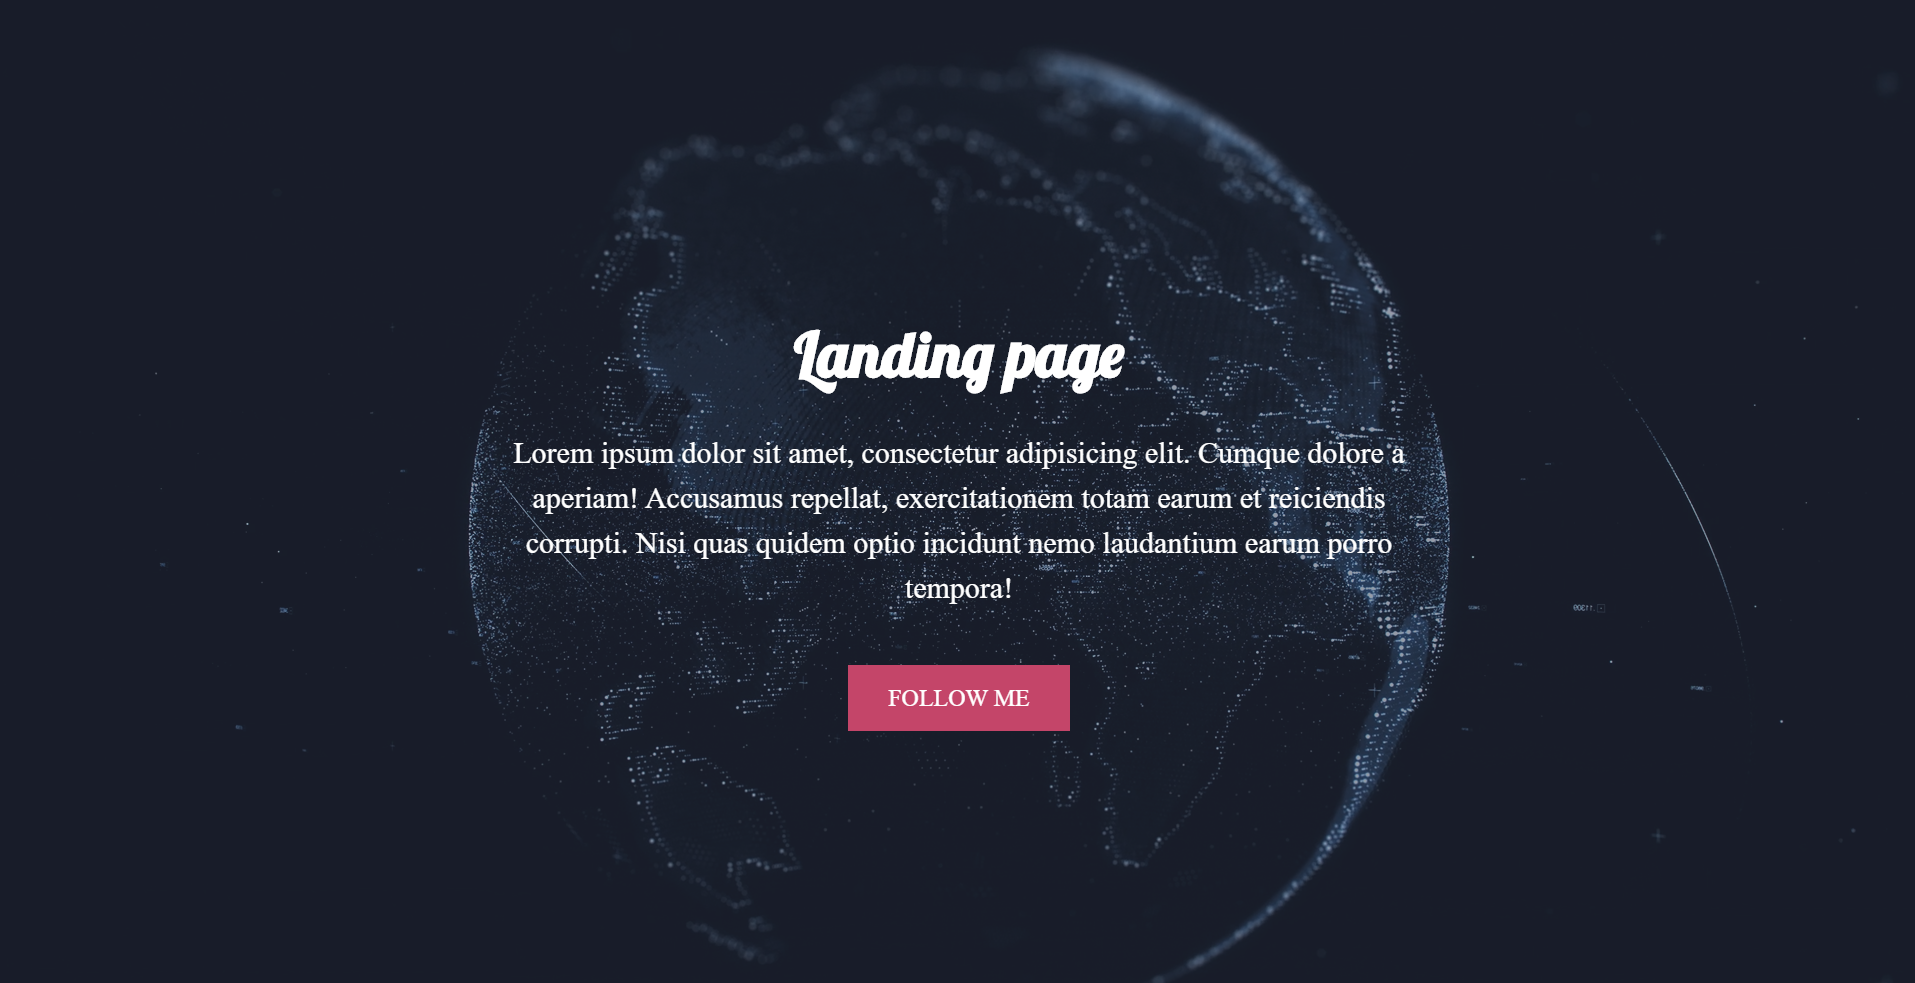 Landing page
Lorem ipsum dolor sit amet, consectetur adipisicing elit. Cumque dolore a
aperiam! Accusamus repellat, exercitationem totam earum et reiciendis
corrupti. Nisi quas quidem optio incidunt nemo laudantium earum porro
tempora!
FOLLOW ME